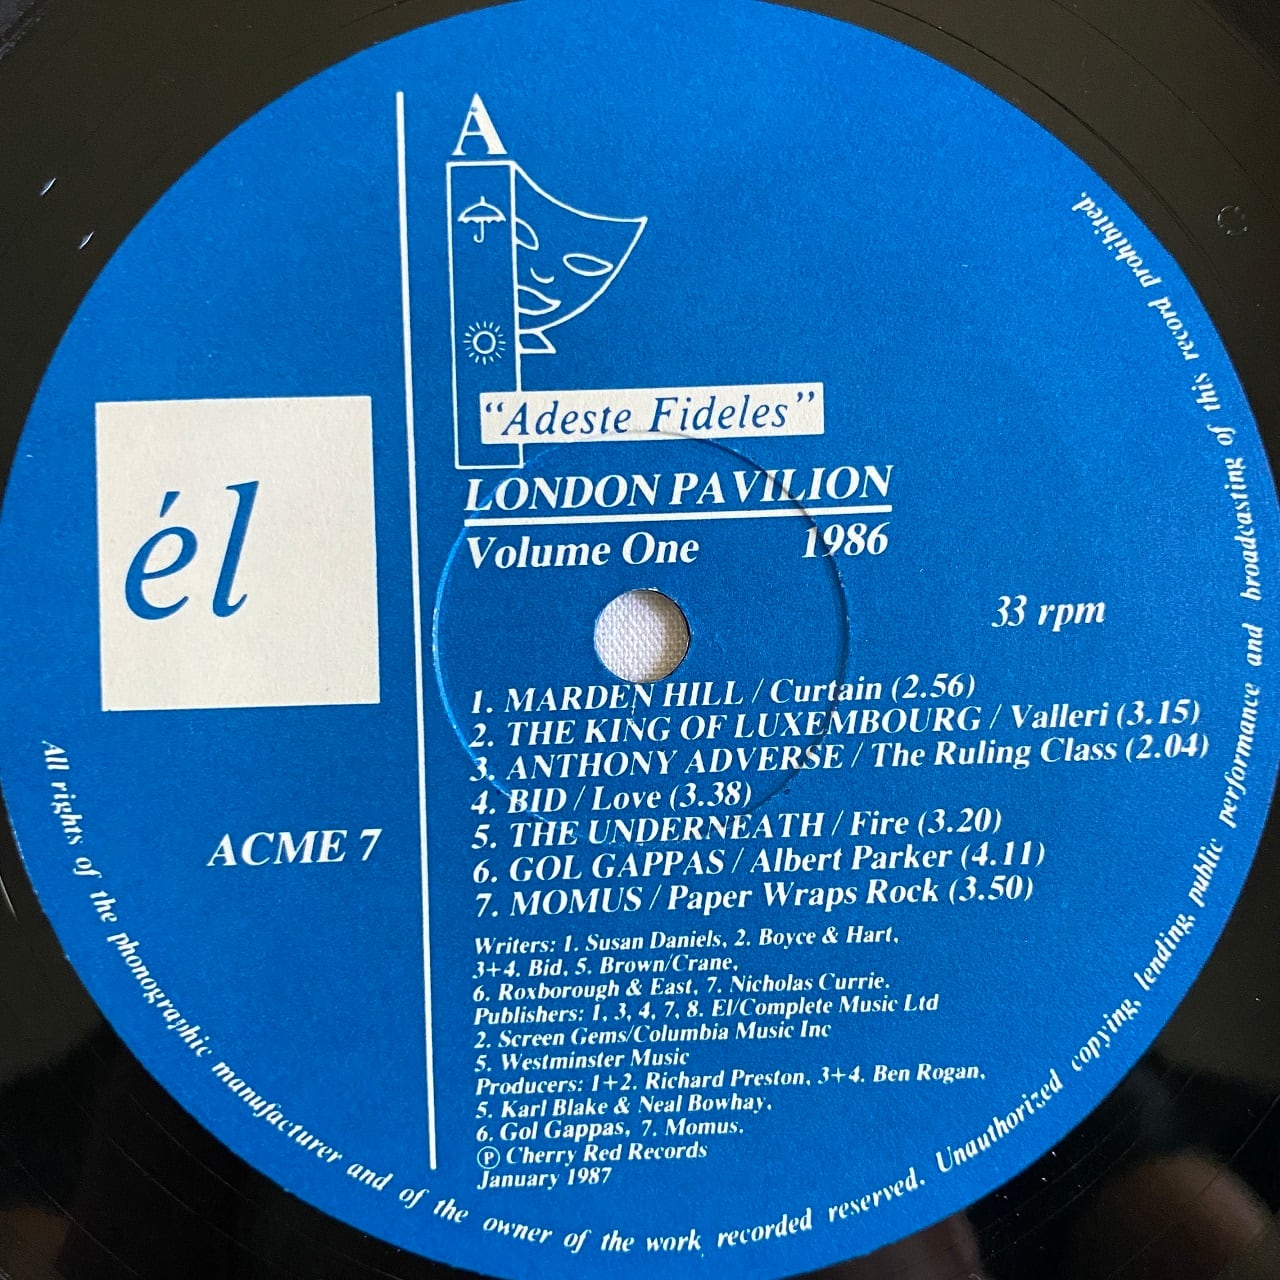 A
"Adeste Fideles"
LONDON PAVILION
Volume One 1986
él
33 rpm
1. MARDEN HILL / Curtain (2.56)
2. THE KING OF LUXEMBOURG / Valleri (3.15)
3. ANTHONY ADVERSE / The Ruling Class (2.04)
4. BID / Love (3.38)
5. THE UNDERNEATH / Fire (3.20)
6. GOL GAPPAS / Albert Parker (4.11)
7. MOMUS / Paper Wraps Rock (3.50)
ACME 7
Writers: 1. Susan Daniels, 2. Boyce & Hart,
3+4. Bid, 5. Brown/Crane,
6. Roxborough & East, 7. Nicholas Currie.
Publishers: 1, 3, 4, 7, 8. El/Complete Music Ltd
2. Screen Gems/Columbia Music Inc
5. Westminster Music
Producers: 1+2. Richard Preston, 3+4. Ben Rogan,
5. Karl Blake & Neal Bowhay,
6. Gol Gappas, 7. Momus.
℗ Cherry Red Records
January 1987
All rights of the phonographic manufacturer and of the owner of the work recorded reserved. Unauthorized copying, lending, public performance and broadcasting of this record prohibited.